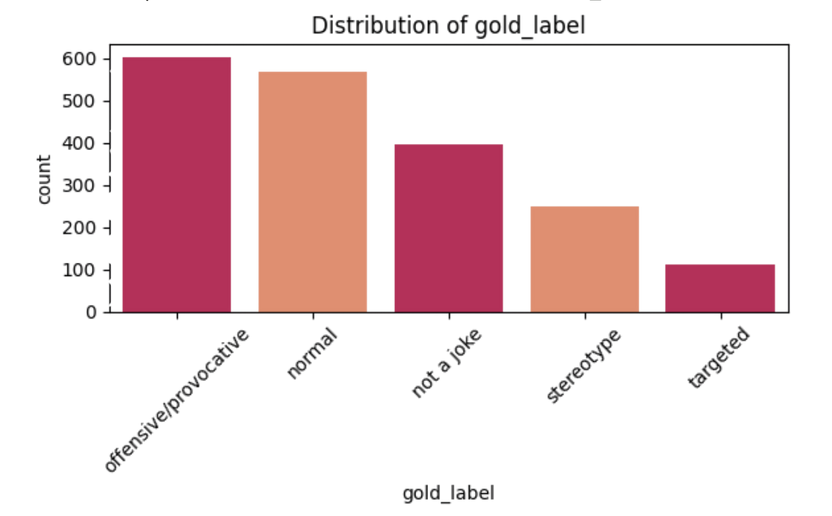 Distribution of gold_label
600
500
400
300
200
100
0
count
offensive/provocative
normal
not a joke
stereotype
targeted
gold_label